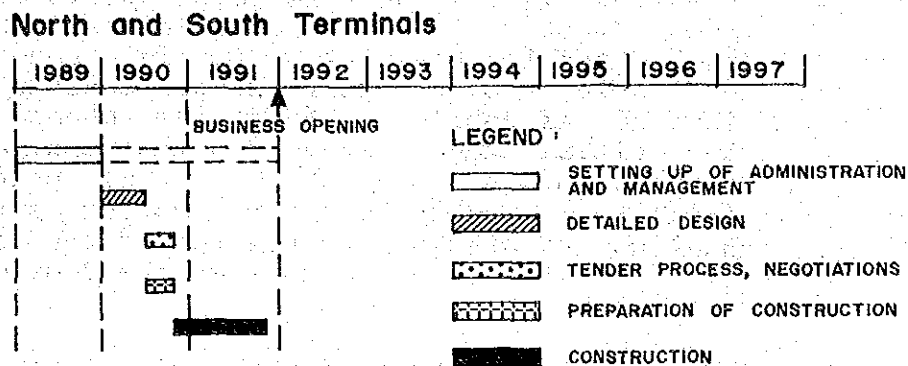 North and South Terminals
1989 1990 1991 1992 1993 1994 1995 1996 1997
BUSINESS OPENING
LEGEND :
SETTING UP OF ADMINISTRATION
AND MANAGEMENT
DETAILED DESIGN
TENDER PROCESS, NEGOTIATIONS
PREPARATION OF CONSTRUCTION
CONSTRUCTION